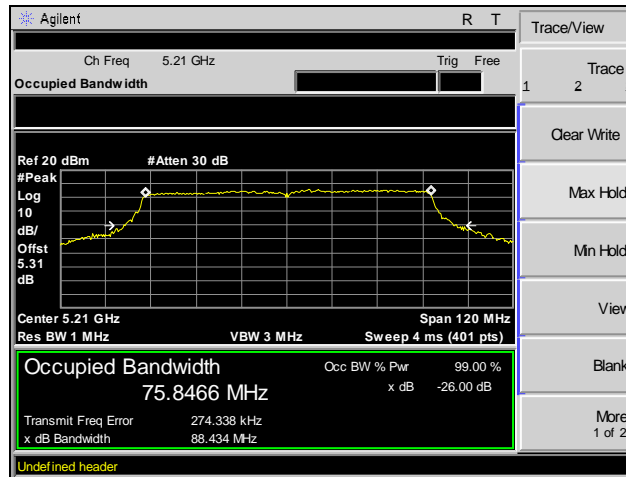 Agilent
R T
Trace/View
Ch Freq 5.21 GHz Trig Free
Occupied Bandwidth
Trace
1 2
Clear Write
Ref 20 dBm #Atten 30 dB
#Peak
Log
10
dB/
Offst
5.31
dB
Max Hold
Min Hold
Center 5.21 GHz Span 120 MHz
Res BW 1 MHz VBW 3 MHz Sweep 4 ms (401 pts)
View
Occupied Bandwidth Occ BW % Pwr 99.00 %
75.8466 MHz x dB -26.00 dB
Blank
Transmit Freq Error 274.338 kHz
x dB Bandwidth 88.434 MHz
More
1 of 2
Undefined header